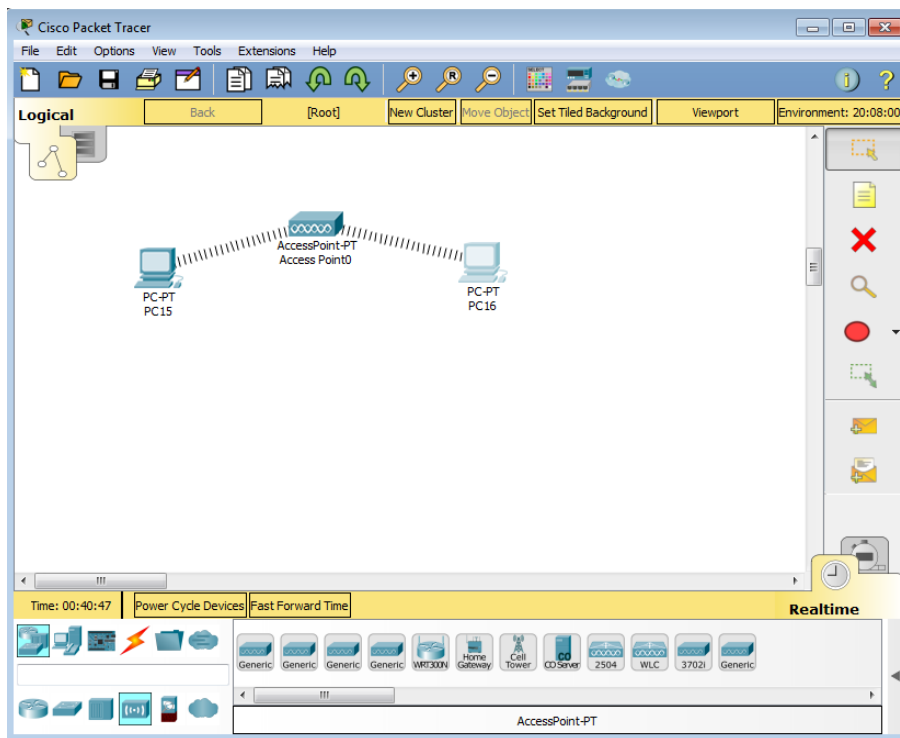 Cisco Packet Tracer
File Edit Options View Tools Extensions Help
Logical Back [Root] New Cluster Move Object Set Tiled Background Viewport Environment: 20:08:00
AccessPoint-PT
Access Point0
PC-PT
PC15
PC-PT
PC16
Time: 00:40:47 Power Cycle Devices Fast Forward Time Realtime
Generic Generic Generic Generic WRT300N Home Gateway Cell Tower CO Server 2504 WLC 3702i Generic
AccessPoint-PT